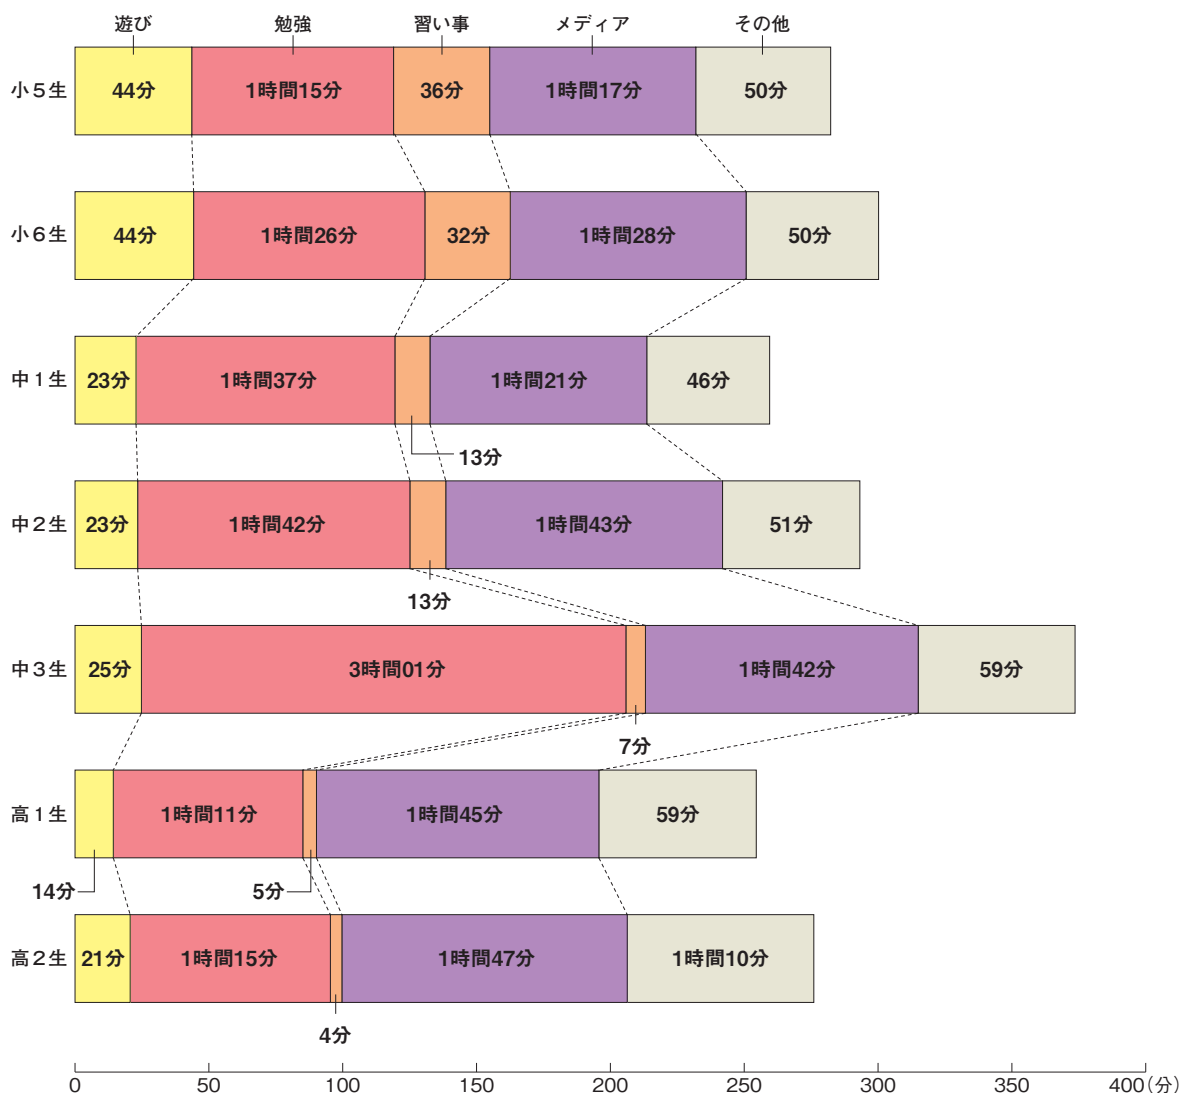 遊び 勉強 習い事 メディア その他
小5生 44分 1時間15分 36分 1時間17分 50分
小6生 44分 1時間26分 32分 1時間28分 50分
中1生 23分 1時間37分 1時間21分 46分
13分
中2生 23分 1時間42分 1時間43分 51分
13分
中3生 25分 3時間01分 1時間42分 59分
7分
高1生 1時間11分 1時間45分 59分
14分 5分
高2生 21分 1時間15分 1時間47分 1時間10分
4分
0 50 100 150 200 250 300 350 400(分)